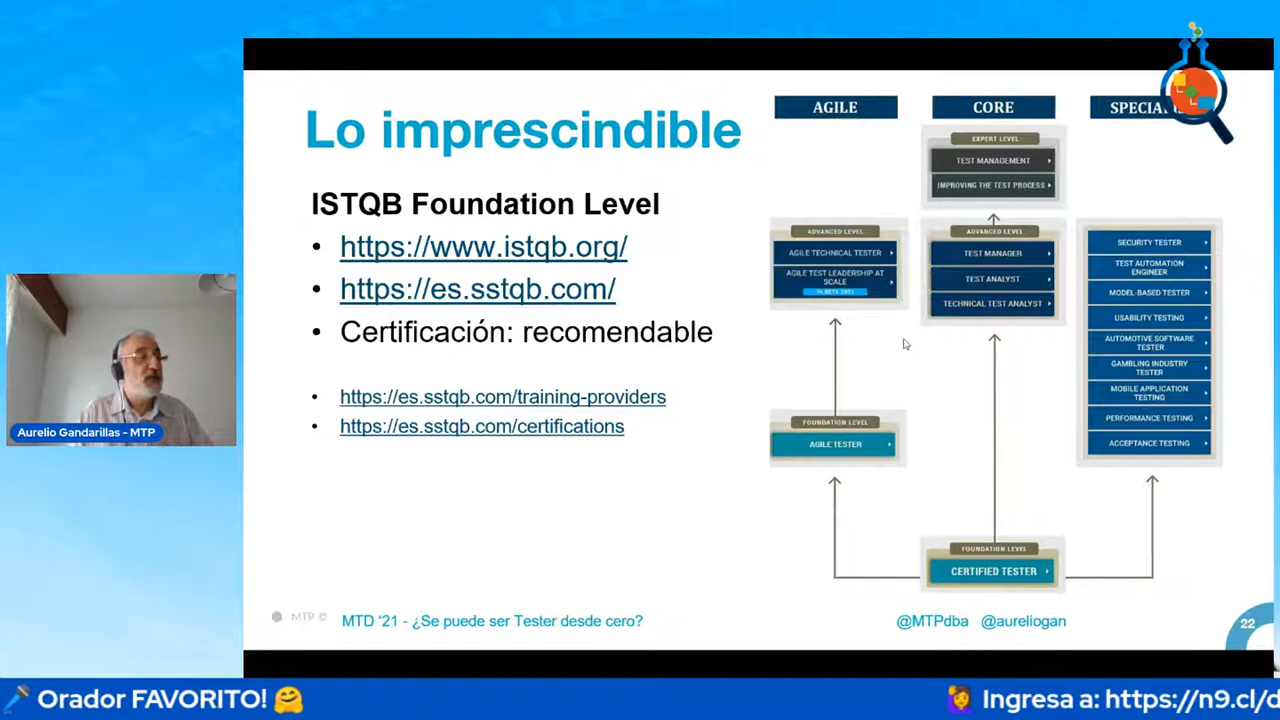 Lo imprescindible
ISTQB Foundation Level
• https://www.istqb.org/
• https://es.sstqb.com/
• Certificación: recomendable
• https://es.sstqb.com/training-providers
• https://es.sstqb.com/certifications
AGILE
CORE
EXPERT LEVEL
TEST MANAGEMENT
IMPROVING THE TEST PROCESS
ADVANCED LEVEL
AGILE TECHNICAL TESTER
AGILE TEST LEADERSHIP AT
SCALE
IN BETA 2021
ADVANCED LEVEL
TEST MANAGER
TEST ANALYST
TECHNICAL TEST ANALYST
SECURITY TESTER
TEST AUTOMATION
ENGINEER
MODEL-BASED TESTER
USABILITY TESTING
AUTOMOTIVE SOFTWARE
TESTER
GAMBLING INDUSTRY
TESTER
MOBILE APPLICATION
TESTING
PERFORMANCE TESTING
ACCEPTANCE TESTING
FOUNDATION LEVEL
AGILE TESTER
FOUNDATION LEVEL
CERTIFIED TESTER
Aurelio Gandarillas - MTP
MTP ©
MTD '21 - ¿Se puede ser Tester desde cero?
@MTPdba @aureliogan
22
🎤 Orador FAVORITO! 🤗
🙋‍♀️ Ingresa a: https://n9.cl/d